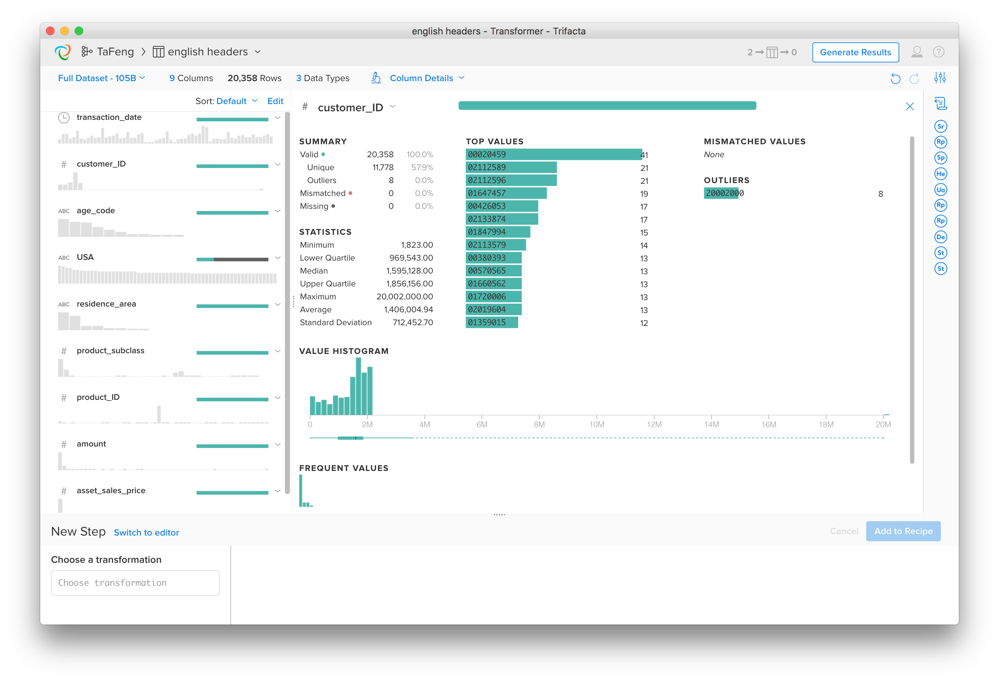 english headers - Transformer - Trifacta
TaFeng > english headers
2 → → 0
Generate Results
?
Full Dataset - 105B
9 Columns
20,358 Rows
3 Data Types
Column Details
Sort: Default
Edit
transaction_date
# customer_ID
ABC age_code
ABC USA
ABC residence_area
# product_subclass
# product_ID
# amount
# asset_sales_price
# customer_ID
SUMMARY
Valid 20,358 100.0%
Unique 11,778 57.9%
Outliers 8 0.0%
Mismatched 0 0.0%
Missing 0 0.0%
STATISTICS
Minimum 1,823.00
Lower Quartile 969,543.00
Median 1,595,128.00
Upper Quartile 1,856,156.00
Maximum 20,002,000.00
Average 1,406,004.94
Standard Deviation 712,452.70
TOP VALUES
00020459 41
02112589 21
02112596 21
01647457 19
00426053 17
02133874 17
01847994 15
02113579 14
00380393 13
00570565 13
01660562 13
01720006 13
02019604 13
01359015 12
MISMATCHED VALUES
None
OUTLIERS
20002000 8
VALUE HISTOGRAM
0 2M 4M 6M 8M 10M 12M 14M 16M 18M 20M
FREQUENT VALUES
Sr
Rp
Sp
He
Uo
Rp
Rp
De
St
St
New Step
Switch to editor
Cancel
Add to Recipe
Choose a transformation
Choose transformation